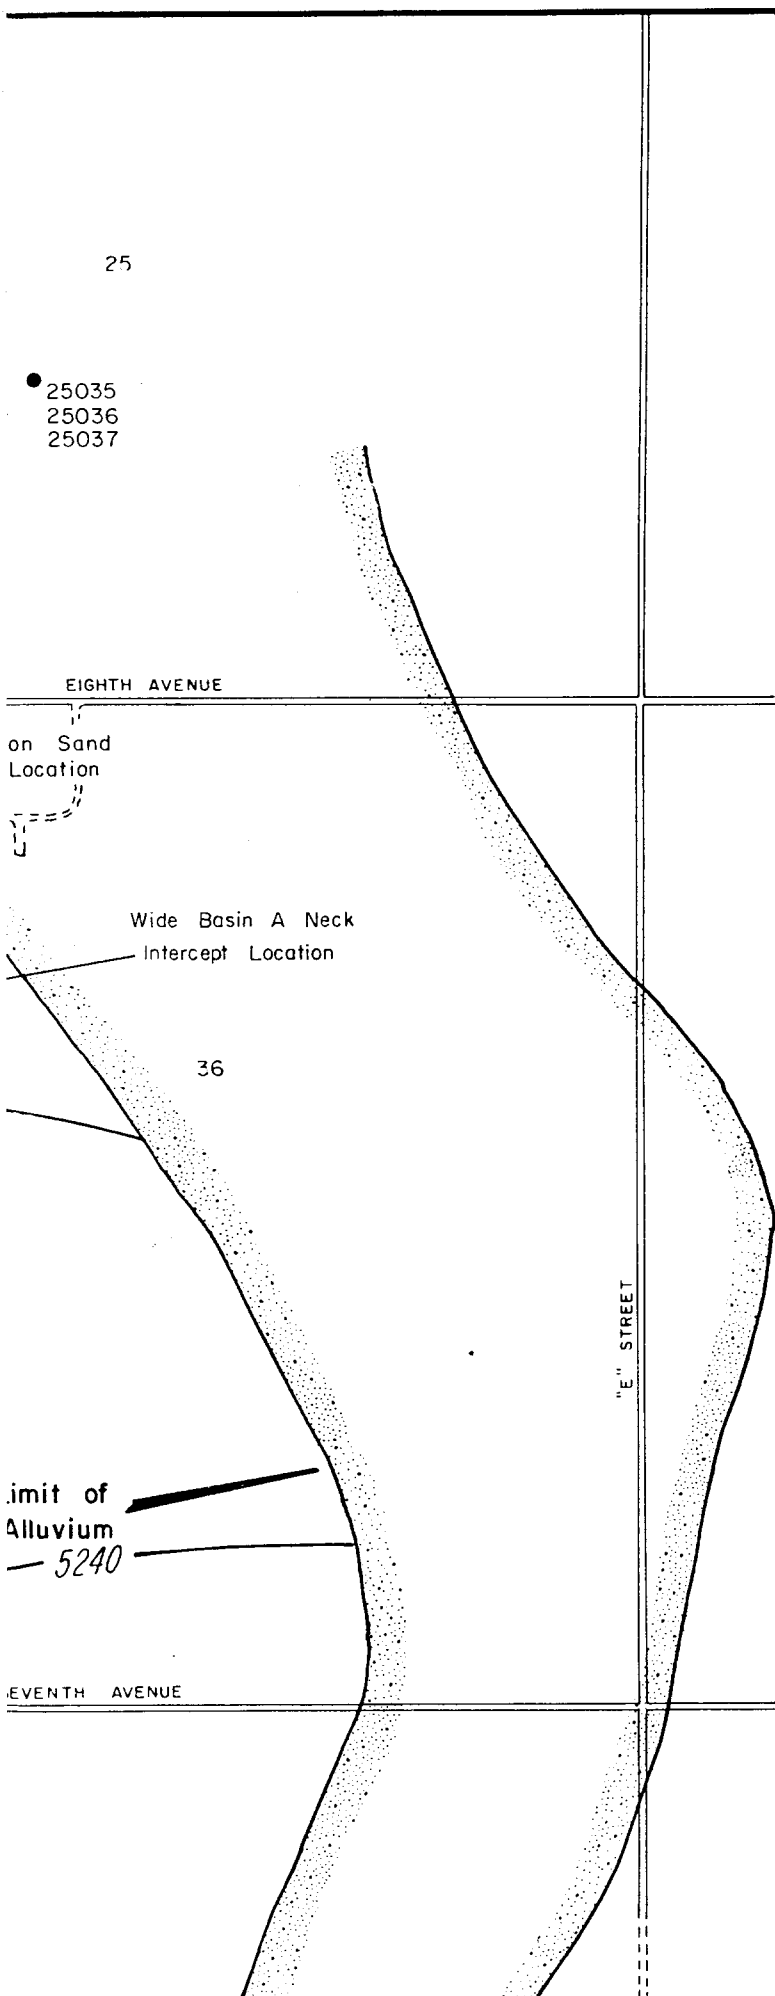 25
25035
25036
25037
EIGHTH AVENUE
on Sand
Location
Wide Basin A Neck
Intercept Location
36
"E" STREET
imit of
Alluvium
5240
EVENTH AVENUE